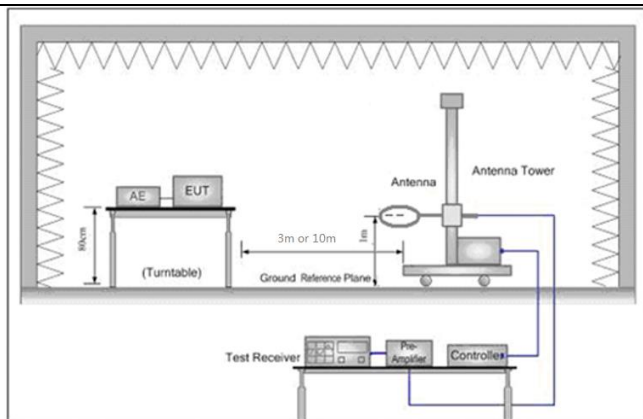 Antenna Tower
Antenna
EUT
AE
3m or 10m
1m
80cm
(Turntable)
Ground Reference Plane
Test Receiver
Pre-
Amplifier
Controller